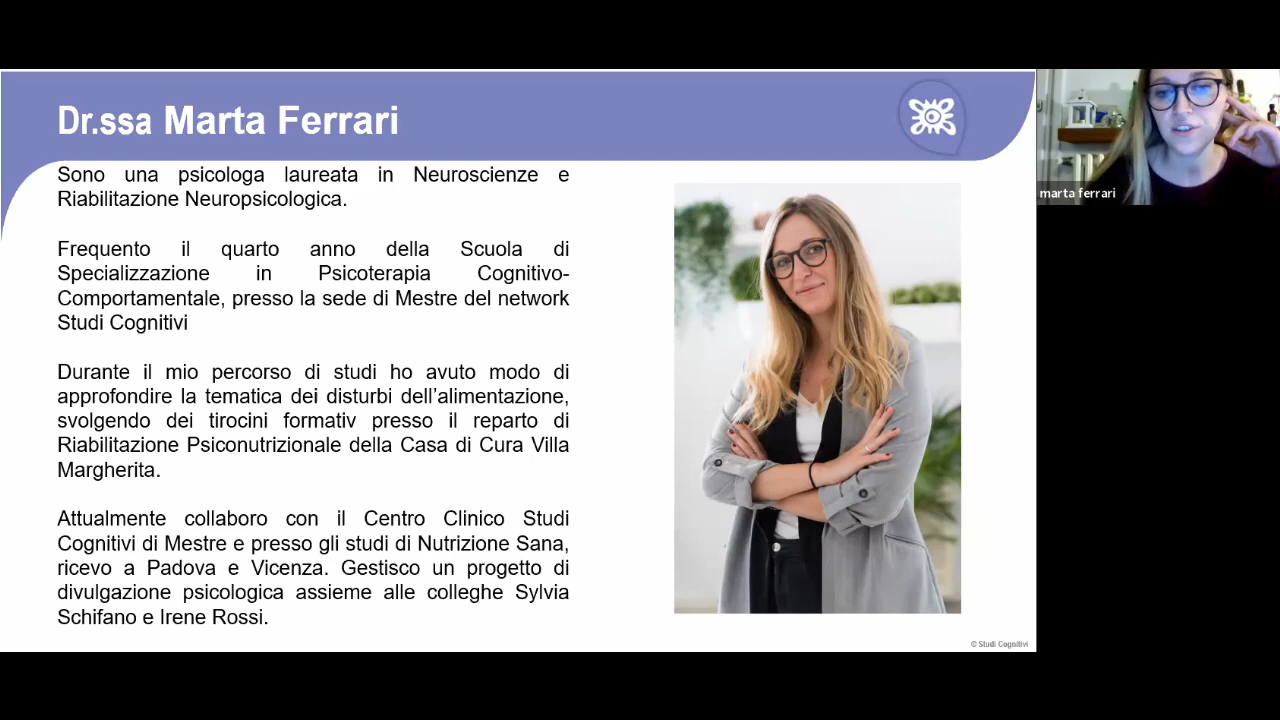 Dr.ssa Marta Ferrari
Sono una psicologa laureata in Neuroscienze e
Riabilitazione Neuropsicologica.
Frequento il quarto anno della Scuola di
Specializzazione in Psicoterapia Cognitivo-
Comportamentale, presso la sede di Mestre del network
Studi Cognitivi
Durante il mio percorso di studi ho avuto modo di
approfondire la tematica dei disturbi dell'alimentazione,
svolgendo dei tirocini formativ presso il reparto di
Riabilitazione Psiconutrizionale della Casa di Cura Villa
Margherita.
Attualmente collaboro con il Centro Clinico Studi
Cognitivi di Mestre e presso gli studi di Nutrizione Sana,
ricevo a Padova e Vicenza. Gestisco un progetto di
divulgazione psicologica assieme alle colleghe Sylvia
Schifano e Irene Rossi.
© Studi Cognitivi
marta ferrari